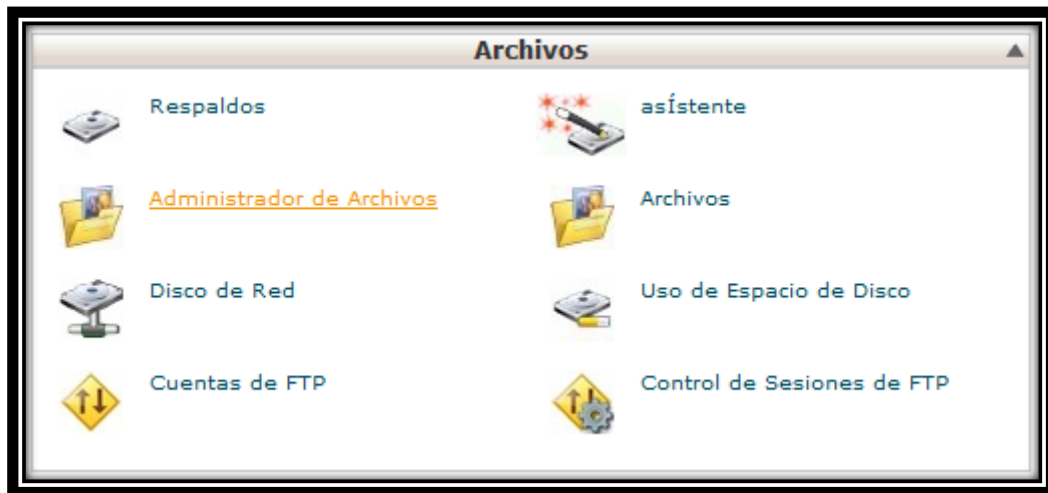 Archivos
Respaldos
asÍstente
Administrador de Archivos
Archivos
Disco de Red
Uso de Espacio de Disco
Cuentas de FTP
Control de Sesiones de FTP